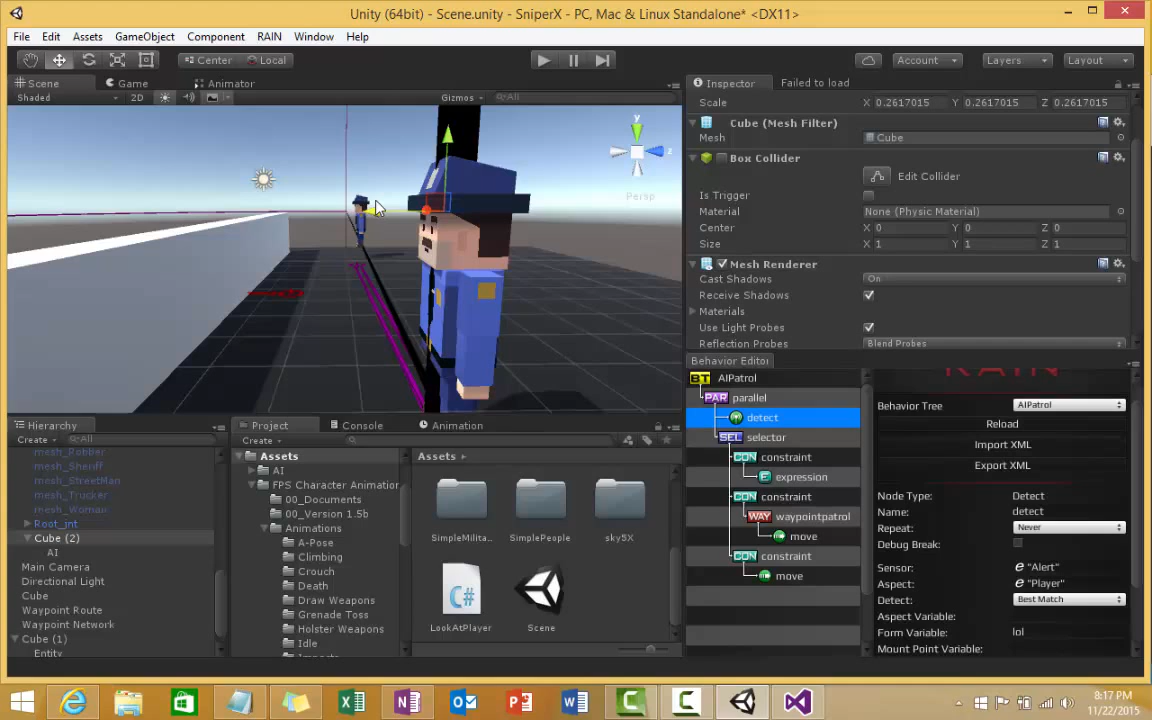 Unity (64bit) - Scene.unity - SniperX - PC, Mac & Linux Standalone* <DX11>
File Edit Assets GameObject Component RAIN Window Help
Center Local Account Layers Layout
Scene Game Animator
Shaded 2D Gizmos All
y
z
Persp
Inspector Failed to load
Scale X 0.2617015 Y 0.2617015 Z 0.2617015
Cube (Mesh Filter)
Mesh Cube
Box Collider
Edit Collider
Is Trigger
Material None (Physic Material)
Center X 0 Y 0 Z 0
Size X 1 Y 1 Z 1
Mesh Renderer
Cast Shadows On
Receive Shadows
Materials
Use Light Probes
Reflection Probes Blend Probes
Behavior Editor
BT AIPatrol
PAR parallel
detect
SEL selector
CON constraint
E expression
CON constraint
WAY waypointpatrol
move
CON constraint
move
RAIN
Behavior Tree AIPatrol
Reload
Import XML
Export XML
Node Type: Detect
Name: detect
Repeat: Never
Debug Break:
Sensor: e "Alert"
Aspect: e "Player"
Detect: Best Match
Aspect Variable:
Form Variable: lol
Mount Point Variable:
Hierarchy
Create All
mesh_Robber
mesh_Sheriff
mesh_StreetMan
mesh_Trucker
mesh_Woman
Root_jnt
Cube (2)
AI
Main Camera
Directional Light
Cube
Waypoint Route
Waypoint Network
Cube (1)
Entity
Project Console Animation
Create
Assets
AI
FPS Character Animation
00_Documents
00_Version 1.5b
Animations
A-Pose
Climbing
Crouch
Death
Draw Weapons
Grenade Toss
Holster Weapons
Idle
Assets
SimpleMilita... SimplePeople sky5X
C#
LookAtPlayer Scene
8:17 PM
11/22/2015